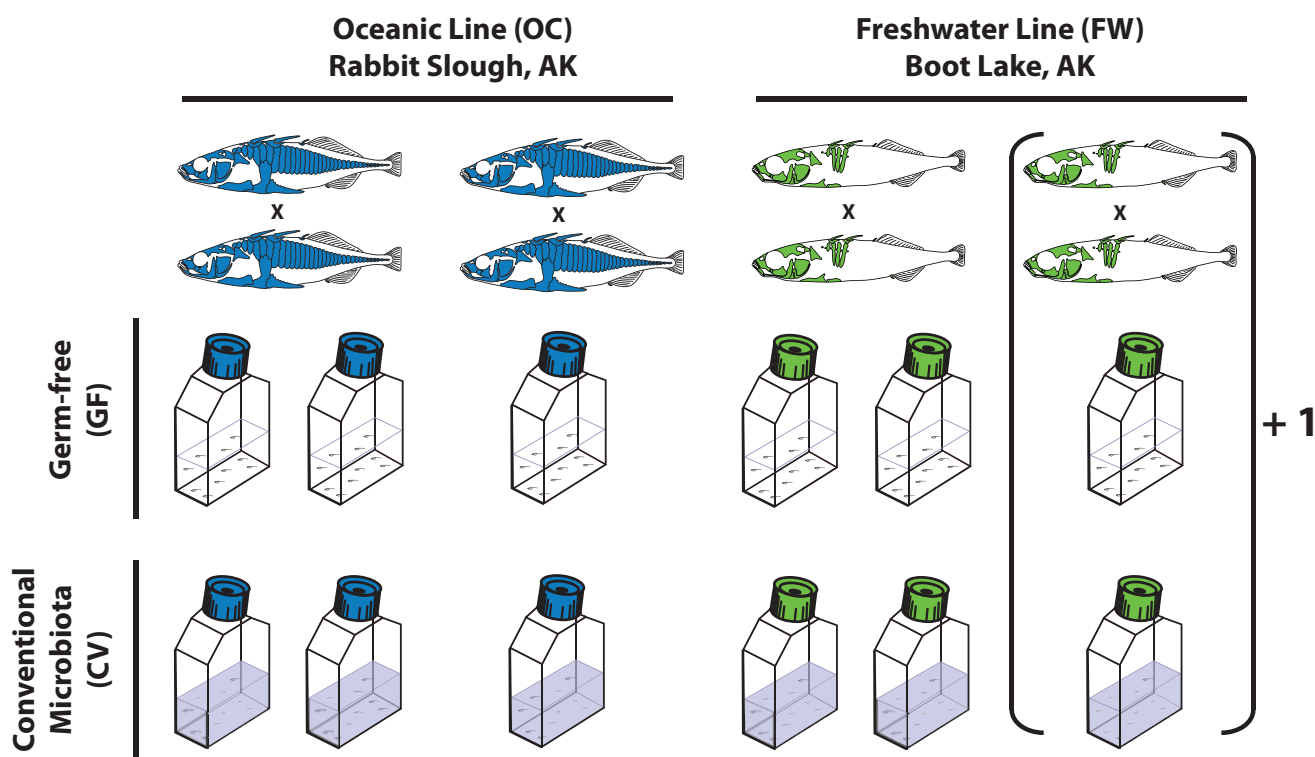 Oceanic Line (OC)
Rabbit Slough, AK
Freshwater Line (FW)
Boot Lake, AK
X
X
X
X
Germ-free
(GF)
+ 1
Conventional
Microbiota
(CV)